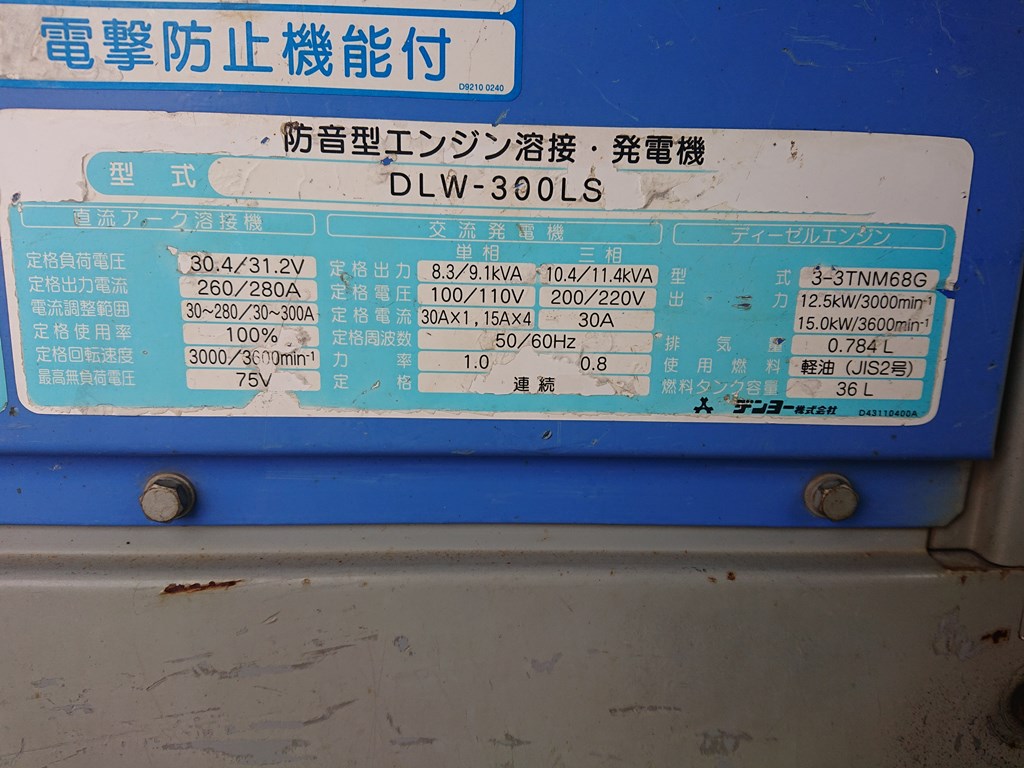 電撃防止機能付
D9210 0240
防音型エンジン溶接・発電機
型式 DLW-300LS
直流アーク溶接機
定格負荷電圧 30.4/31.2V
定格出力電流 260/280A
電流調整範囲 30~280/30~300A
定格使用率 100%
定格回転速度 3000/3600min-1
最高無負荷電圧 75V
交流発電機
単相 三相
定格出力 8.3/9.1kVA 10.4/11.4kVA
定格電圧 100/110V 200/220V
定格電流 30A×1,15A×4 30A
定格周波数 50/60Hz
力率 1.0 0.8
定格 連続
ディーゼルエンジン
型式 3-3TNM68G
出力 12.5kW/3000min-1
15.0kW/3600min-1
排気量 0.784L
使用燃料 軽油(JIS2号)
燃料タンク容量 36L
デンヨー株式会社 D43110400A